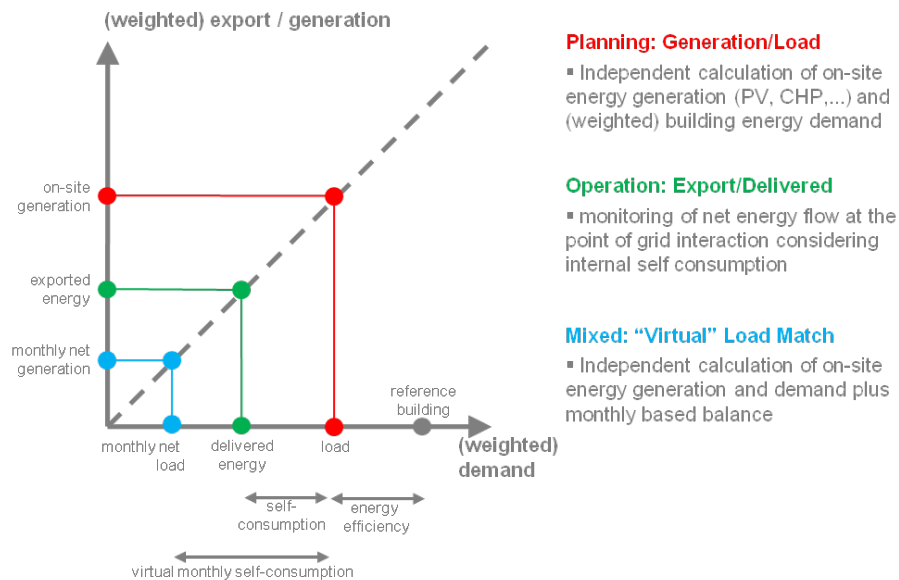 (weighted) export / generation
on-site
generation
exported
energy
monthly net
generation
reference
building
monthly net
load
delivered
energy
load
(weighted)
demand
self-
consumption
energy
efficiency
virtual monthly self-consumption
Planning: Generation/Load
▪ Independent calculation of on-site
energy generation (PV, CHP,...) and
(weighted) building energy demand
Operation: Export/Delivered
▪ monitoring of net energy flow at the
point of grid interaction considering
internal self consumption
Mixed: “Virtual” Load Match
▪ Independent calculation of on-site
energy generation and demand plus
monthly based balance